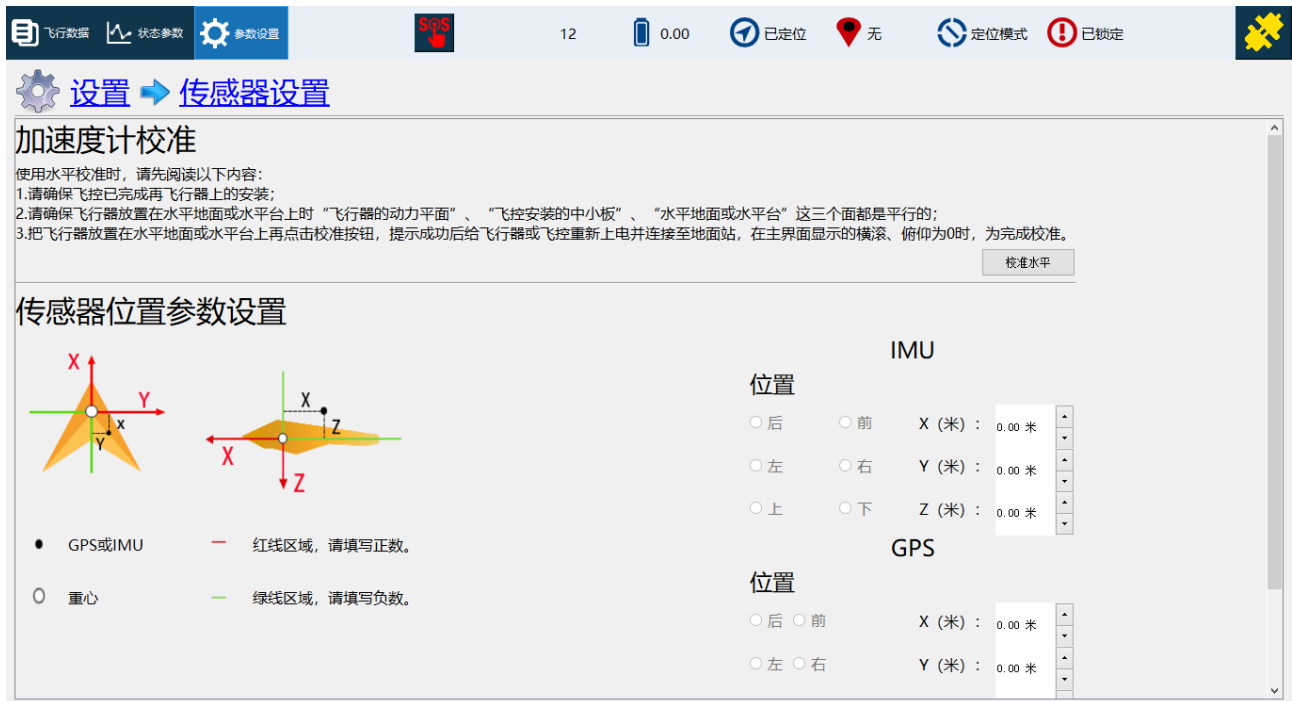 飞行数据 状态参数 参数设置 SOS 12 0.00 已定位 无 定位模式 已锁定
设置 传感器设置
加速度计校准
使用水平校准时，请先阅读以下内容：
1.请确保飞控已完成再飞行器上的安装；
2.请确保飞行器放置在水平地面或水平台上时“飞行器的动力平面”、“飞控安装的中小板”、“水平地面或水平台”这三个面都是平行的；
3.把飞行器放置在水平地面或水平台上再点击校准按钮，提示成功后给飞行器或飞控重新上电并连接至地面站，在主界面显示的横滚、俯仰为0时，为完成校准。
校准水平
传感器位置参数设置
X
Y
X
Y
X
Z
X
Z
GPS或IMU 红线区域，请填写正数。
重心 绿线区域，请填写负数。
IMU
位置
后 前 X (米) : 0.00 米
左 右 Y (米) : 0.00 米
上 下 Z (米) : 0.00 米
GPS
位置
后 前 X (米) : 0.00 米
左 右 Y (米) : 0.00 米